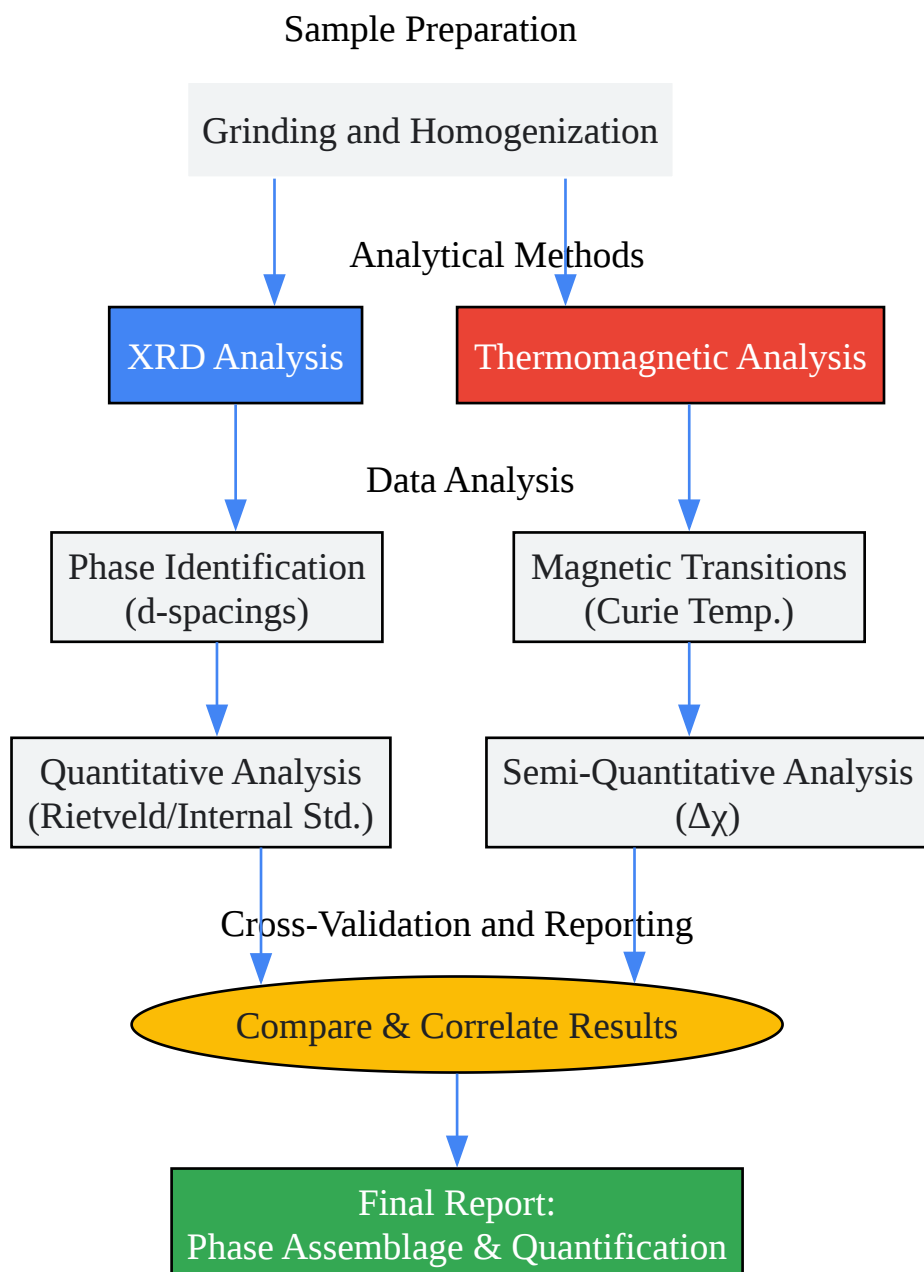 Sample Preparation
Grinding and Homogenization
Analytical Methods
XRD Analysis
Thermomagnetic Analysis
Data Analysis
Phase Identification
(d-spacings)
Magnetic Transitions
(Curie Temp.)
Quantitative Analysis
(Rietveld/Internal Std.)
Semi-Quantitative Analysis
(Δχ)
Cross-Validation and Reporting
Compare & Correlate Results
Final Report:
Phase Assemblage & Quantification